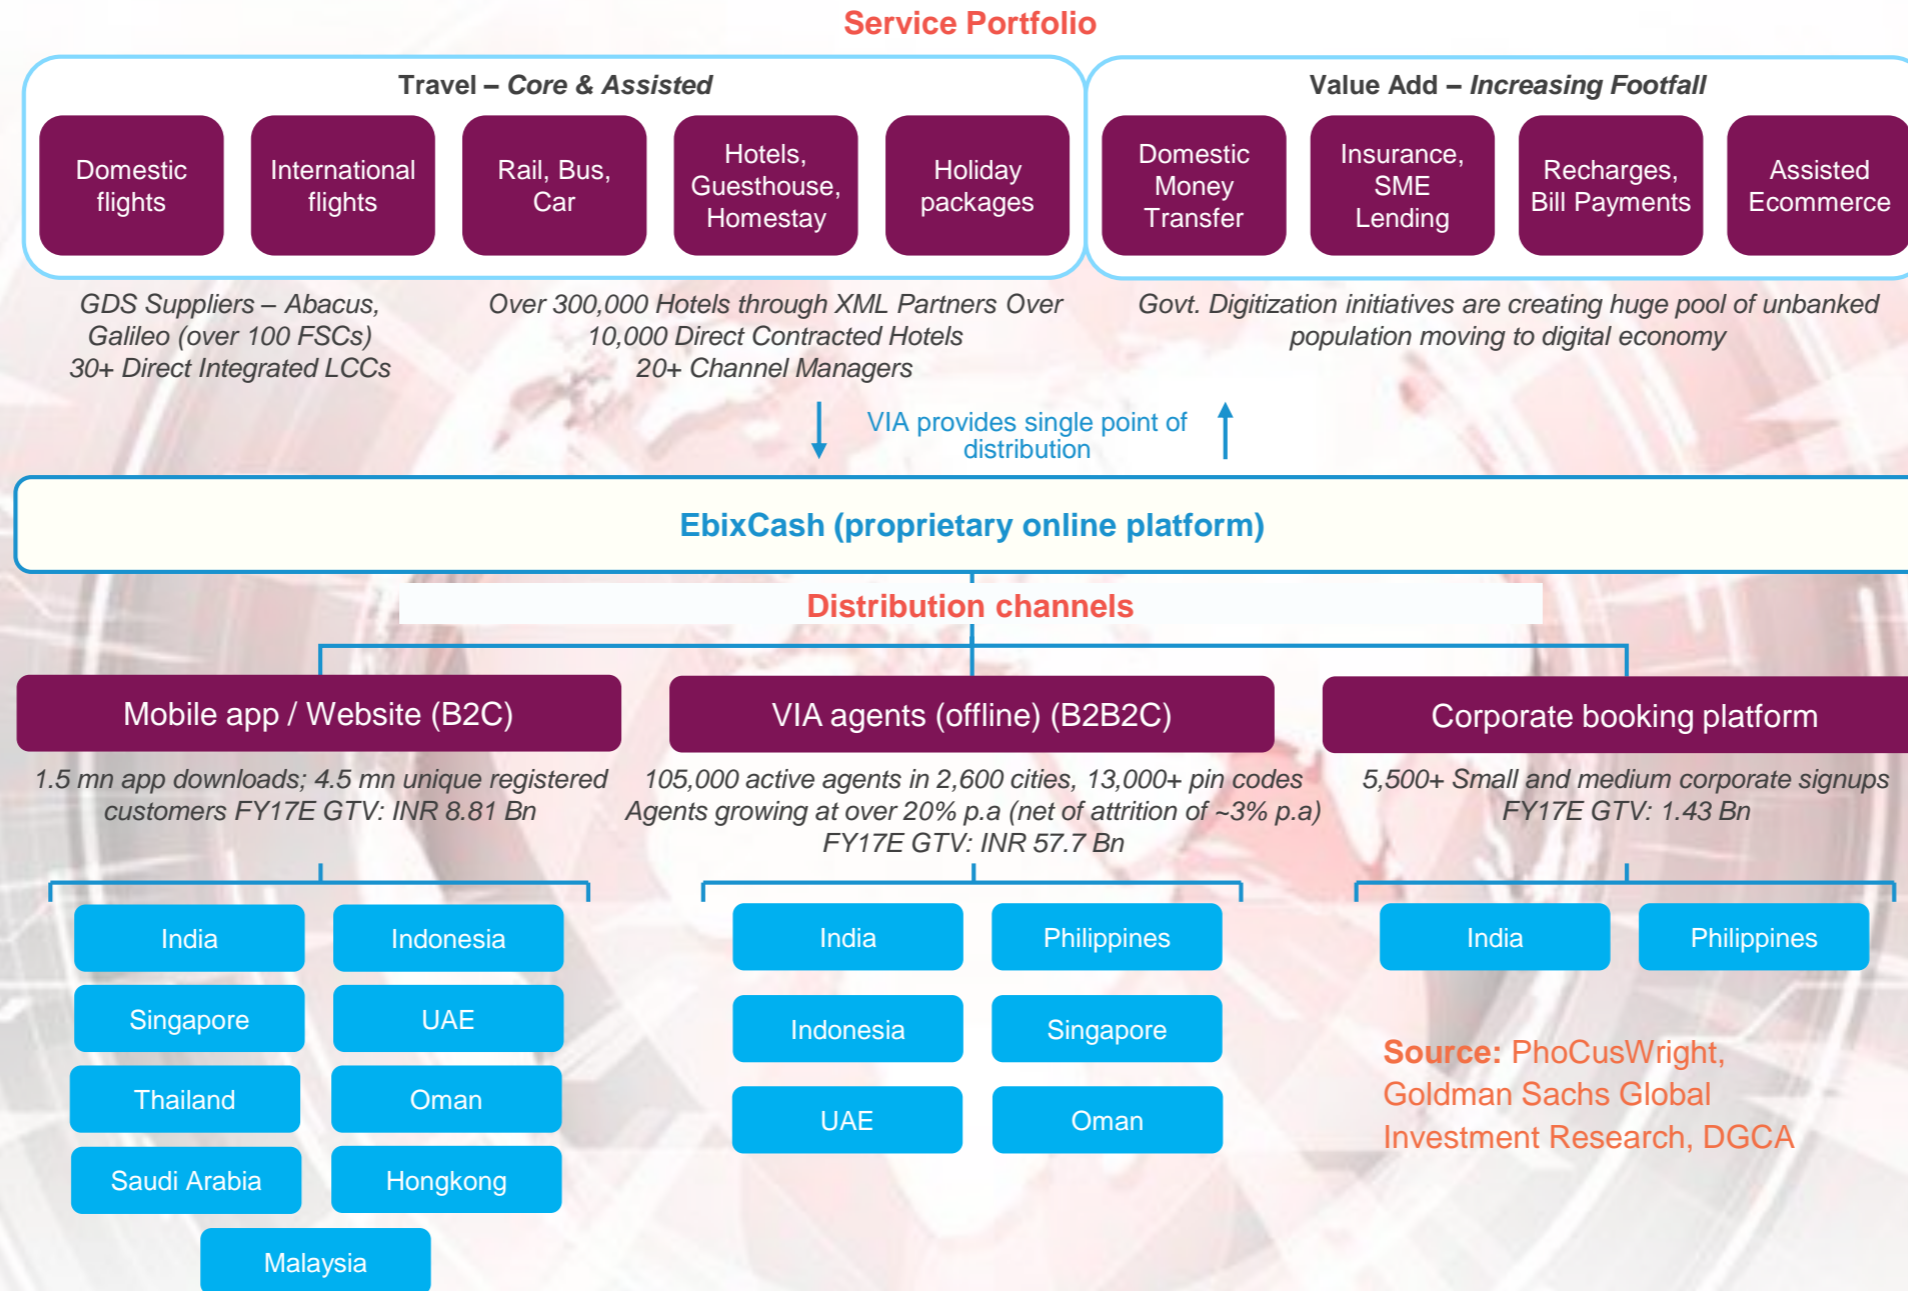 Service Portfolio
Travel – Core & Assisted
Domestic
flights
International
flights
Rail, Bus,
Car
Hotels,
Guesthouse,
Homestay
Holiday
packages
Value Add – Increasing Footfall
Domestic
Money
Transfer
Insurance,
SME
Lending
Recharges,
Bill Payments
Assisted
Ecommerce
GDS Suppliers – Abacus,
Galileo (over 100 FSCs)
30+ Direct Integrated LCCs
Over 300,000 Hotels through XML Partners Over
10,000 Direct Contracted Hotels
20+ Channel Managers
Govt. Digitization initiatives are creating huge pool of unbanked
population moving to digital economy
VIA provides single point of
distribution
EbixCash (proprietary online platform)
Distribution channels
Mobile app / Website (B2C)
1.5 mn app downloads; 4.5 mn unique registered
customers FY17E GTV: INR 8.81 Bn
India
Indonesia
Singapore
UAE
Thailand
Oman
Saudi Arabia
Hongkong
Malaysia
VIA agents (offline) (B2B2C)
105,000 active agents in 2,600 cities, 13,000+ pin codes
Agents growing at over 20% p.a (net of attrition of ~3% p.a)
FY17E GTV: INR 57.7 Bn
India
Philippines
Indonesia
Singapore
UAE
Oman
Corporate booking platform
5,500+ Small and medium corporate signups
FY17E GTV: 1.43 Bn
India
Philippines
Source: PhoCusWright,
Goldman Sachs Global
Investment Research, DGCA